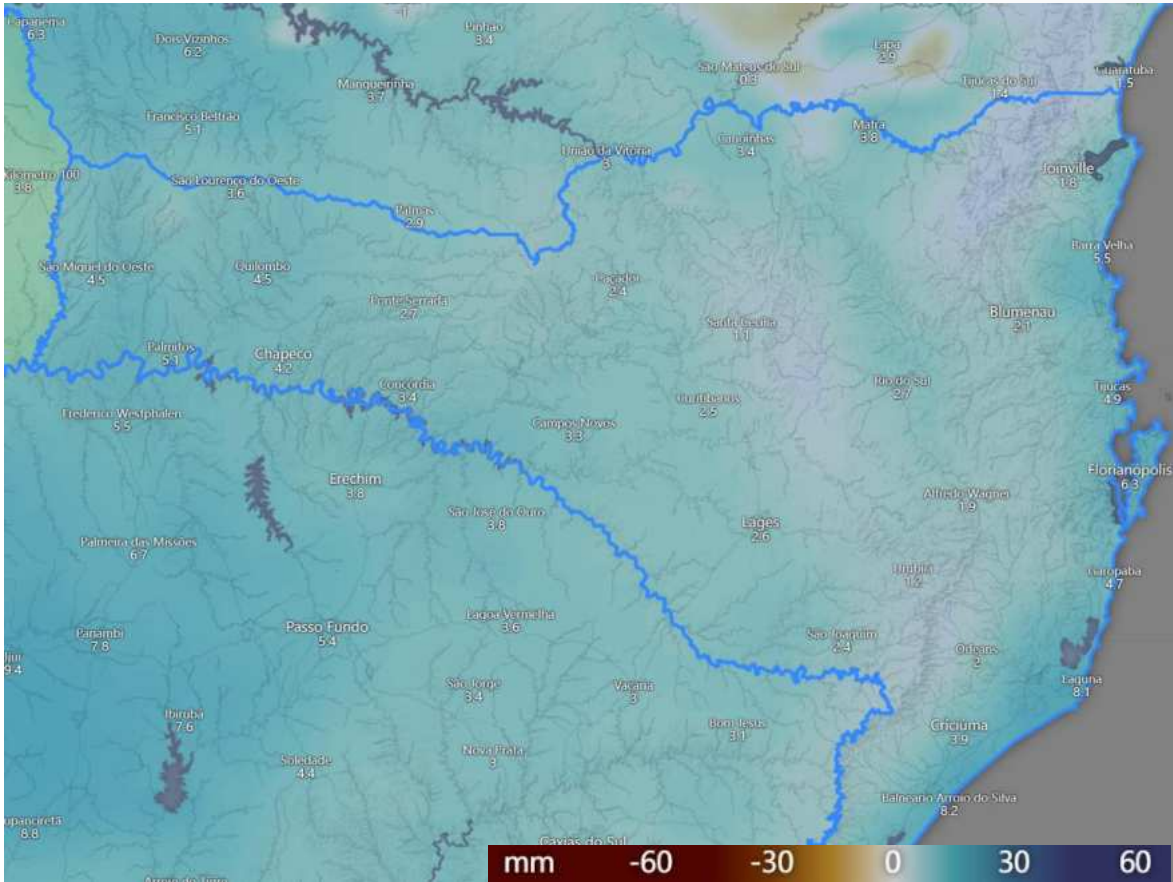 Capanema
6.3
Dois Vizinhos
6.2
-1
Pinhão
3.4
Lapa
2.9
São Mateus do Sul
0.3
Tijucas do Sul
1.4
Guaratuba
1.5
Mangueirinha
3.7
Francisco Beltrão
5.1
União da Vitória
3
Canoinhas
3.4
Mafra
3.8
Joinville
1.8
Kilómetro 100
3.8
São Lourenço do Oeste
3.6
Palmas
2.9
Barra Velha
5.5
São Miguel do Oeste
4.5
Quilombo
4.5
Caçador
2.4
Ponte Serrada
2.7
Santa Cecília
1.1
Blumenau
2.1
Palmitos
5.1
Chapecó
4.2
Concórdia
3.4
Curitibanos
2.5
Rio do Sul
2.7
Tijucas
4.9
Frederico Westphalen
5.5
Campos Novos
3.3
Erechim
3.8
Florianópolis
6.3
São José do Ouro
3.8
Lages
2.6
Alfredo Wagner
1.9
Palmeira das Missões
6.7
Urubici
1.2
Garopaba
4.7
Panambi
7.8
Passo Fundo
5.4
Lagoa Vermelha
3.6
São Joaquim
2.4
Orleans
2
Ijuí
9.4
São Jorge
3.4
Vacaria
3
Laguna
8.1
Ibirubá
7.6
Bom Jesus
3.1
Criciúma
3.9
Soledade
4.4
Nova Prata
3
Balneário Arroio do Silva
8.2
upanciretã
8.8
Caxias do Sul
mm -60 -30 0 30 60